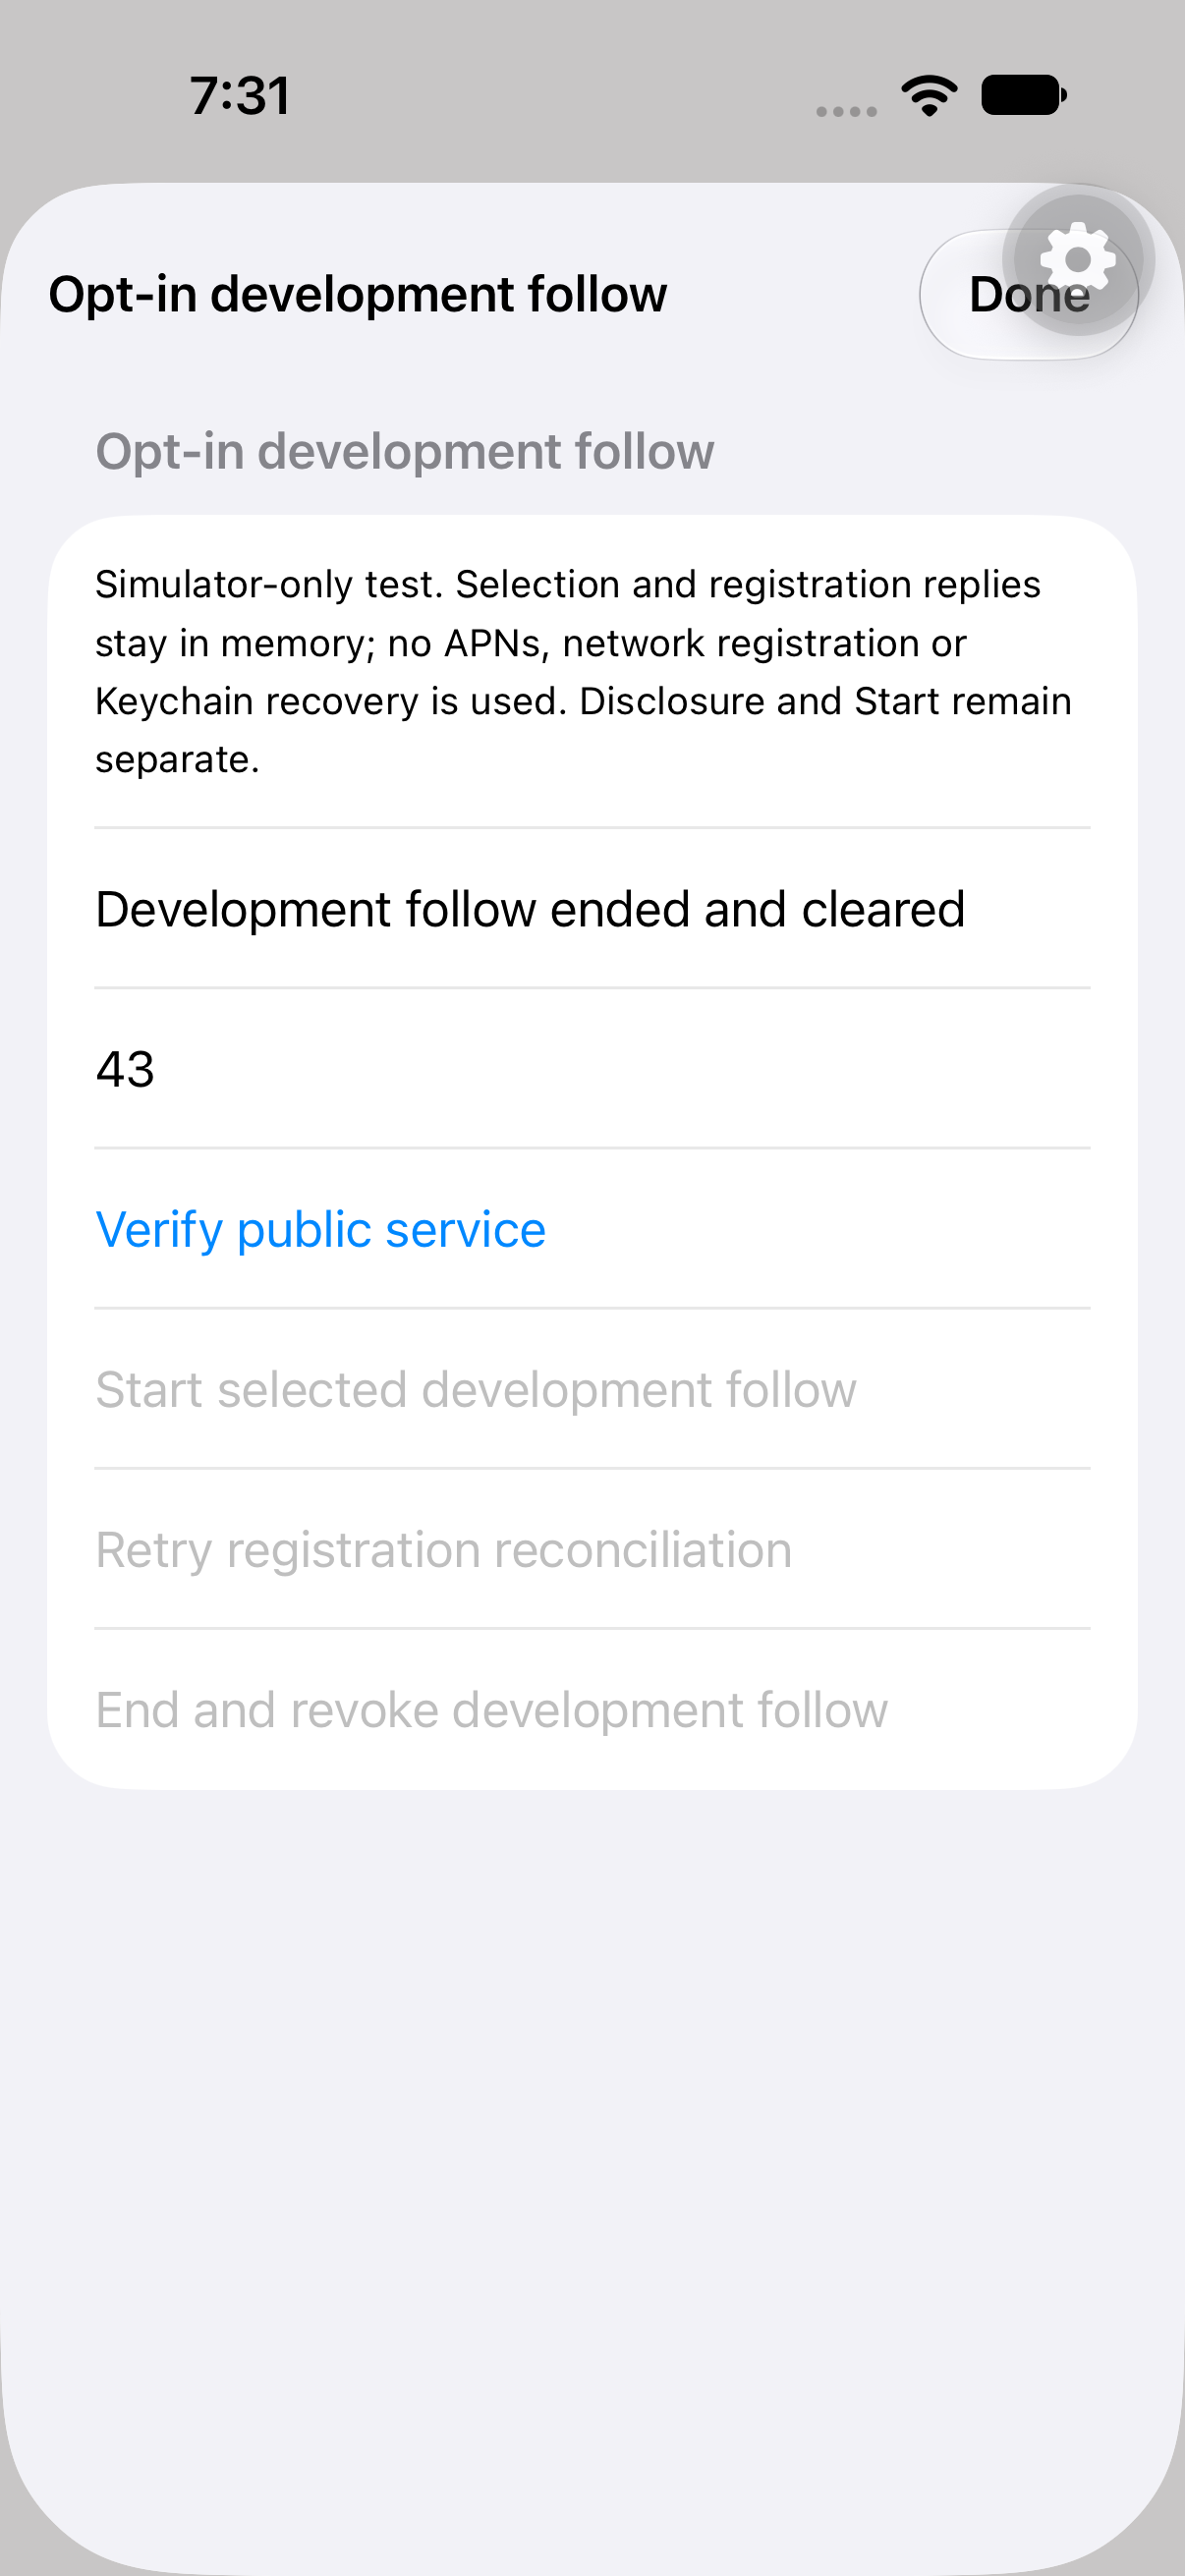 7:31
Opt-in development follow
Done
Opt-in development follow
Simulator-only test. Selection and registration replies
stay in memory; no APNs, network registration or
Keychain recovery is used. Disclosure and Start remain
separate.
Development follow ended and cleared
43
Verify public service
Start selected development follow
Retry registration reconciliation
End and revoke development follow